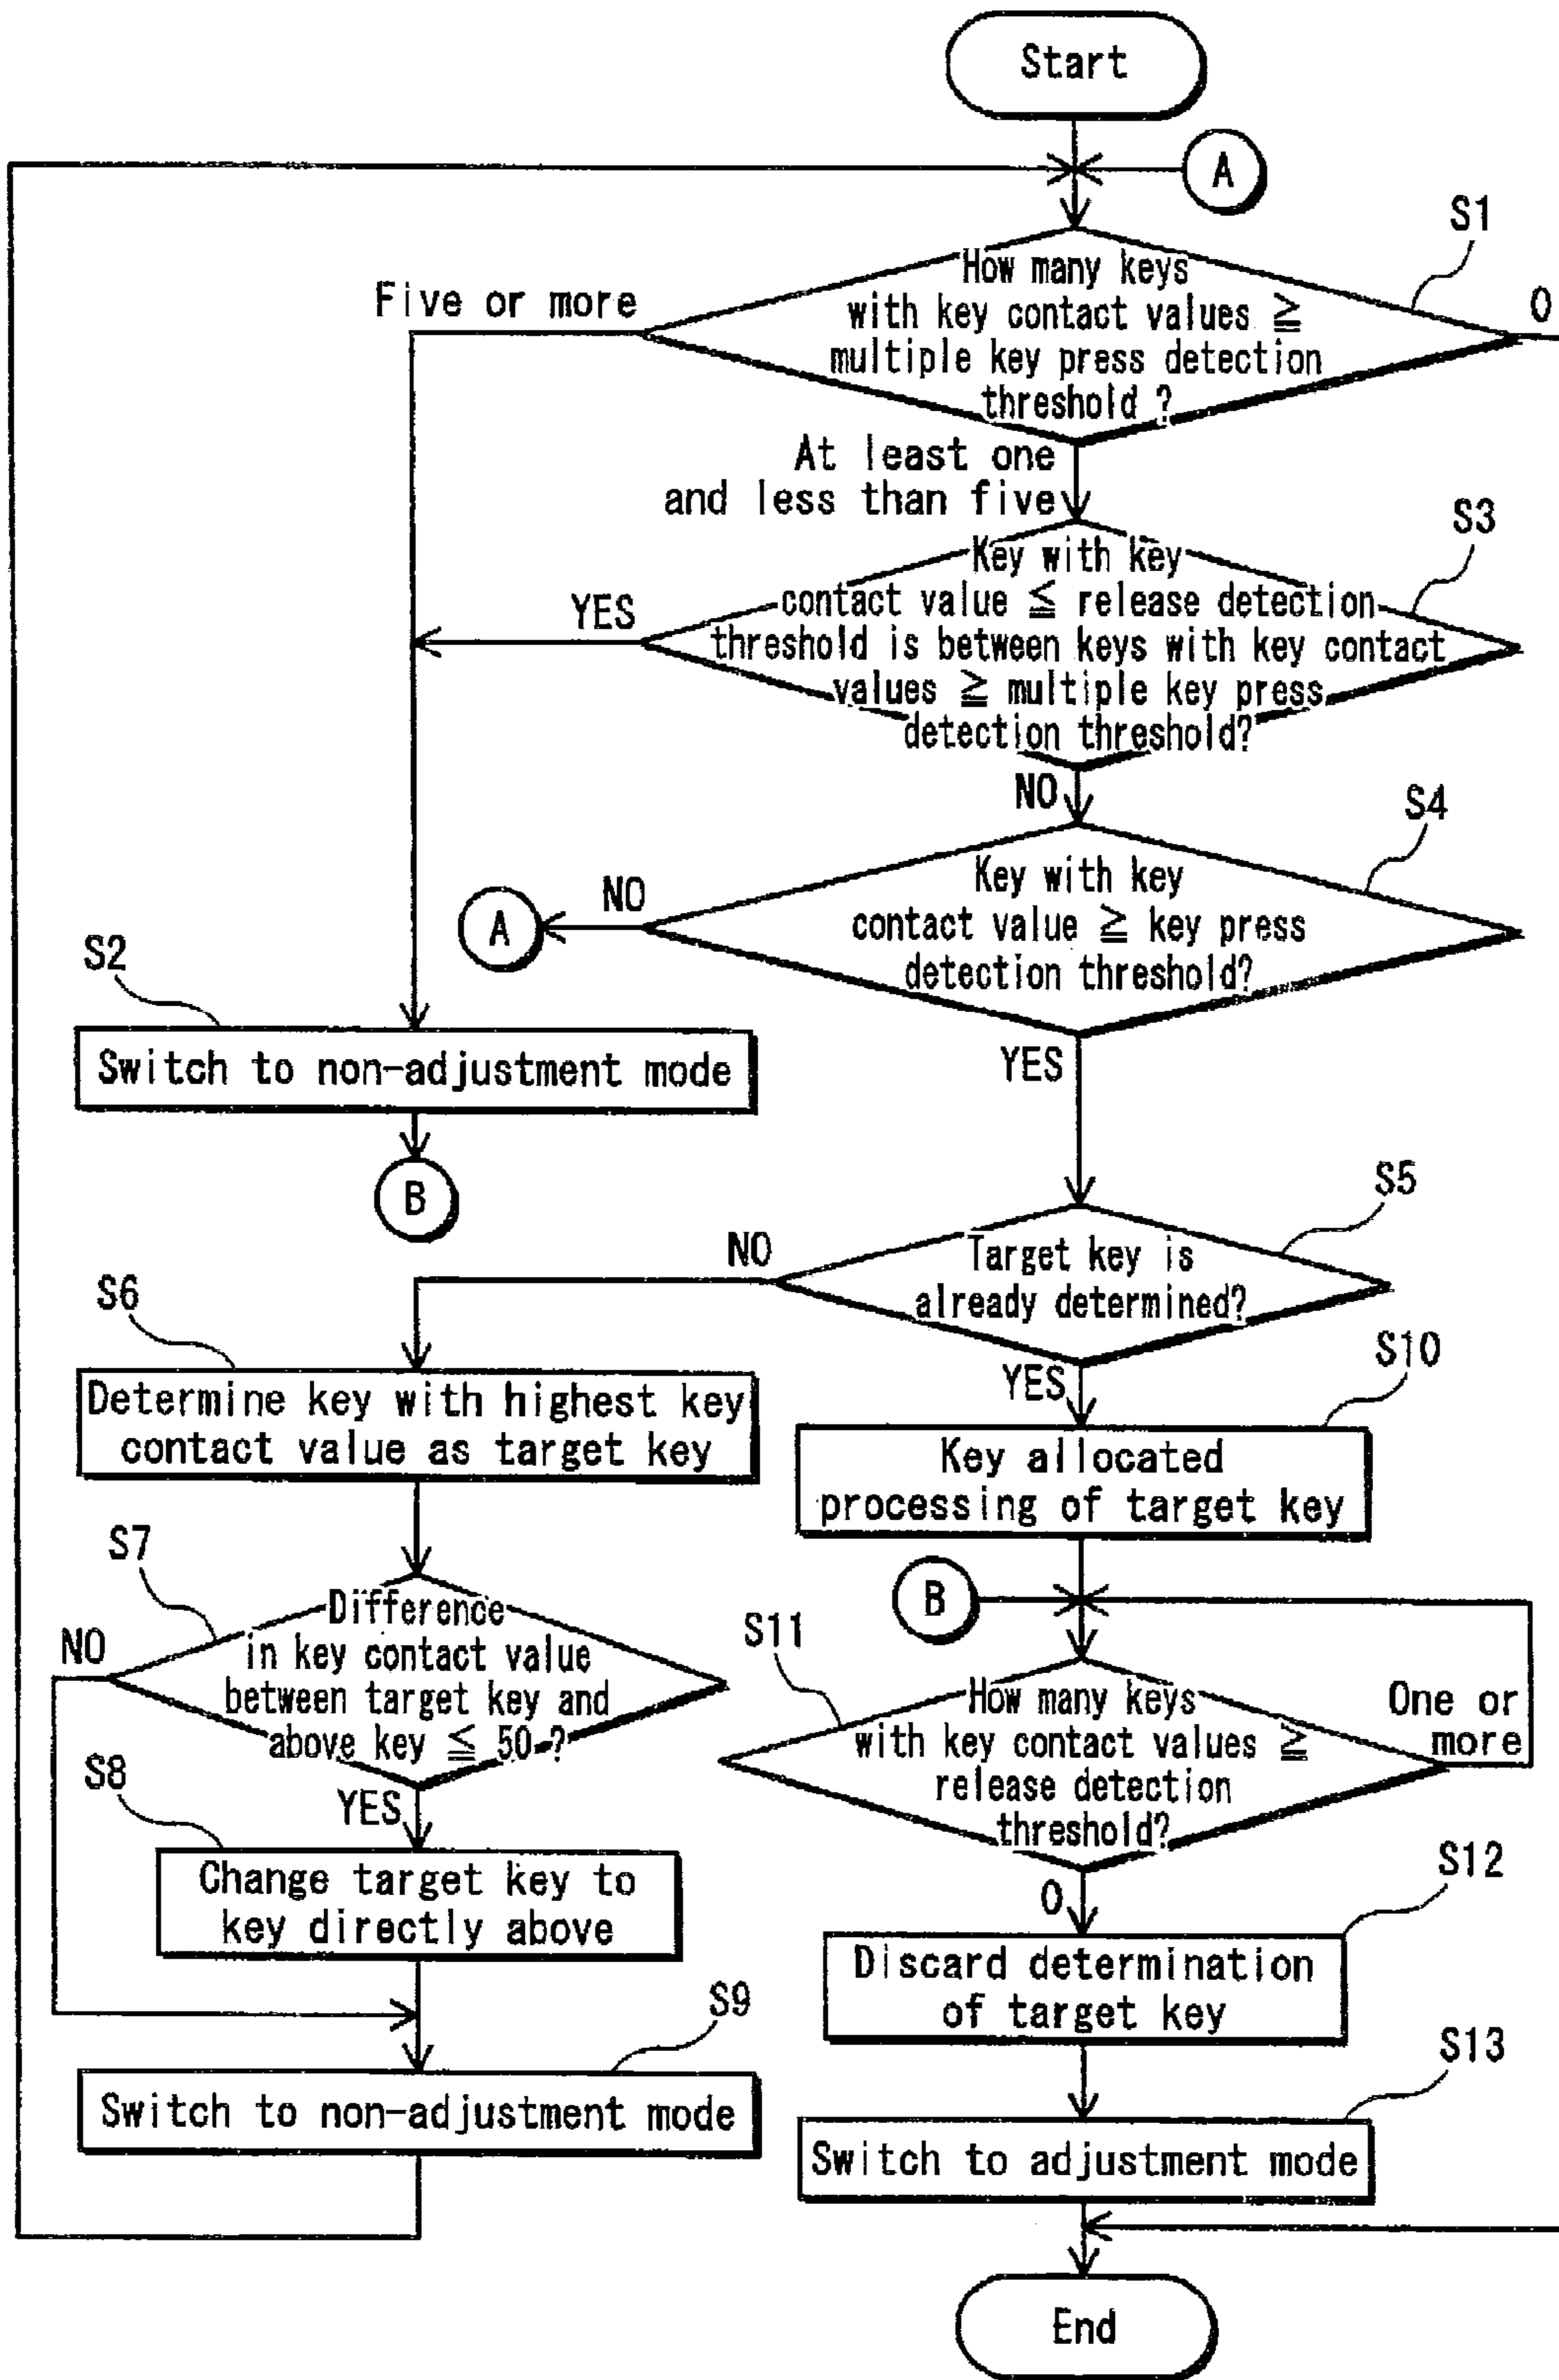 Start
A
S1
How many keys
with key contact values ≧
multiple key press detection
threshold ?
Five or more
0
At least one
and less than five
S3
Key with key
contact value ≦ release detection
threshold is between keys with key contact
values ≧ multiple key press
detection threshold?
YES
NO
S4
Key with key
contact value ≧ key press
detection threshold?
NO
A
YES
S2
Switch to non-adjustment mode
B
S5
Target key is
already determined?
NO
YES
S6
Determine key with highest key
contact value as target key
S10
Key allocated
processing of target key
S7
Difference
in key contact value
between target key and
above key ≦ 50 ?
NO
YES
B
S11
How many keys
with key contact values ≧
release detection
threshold?
One or
more
0
S8
Change target key to
key directly above
S12
Discard determination
of target key
S9
Switch to non-adjustment mode
S13
Switch to adjustment mode
End